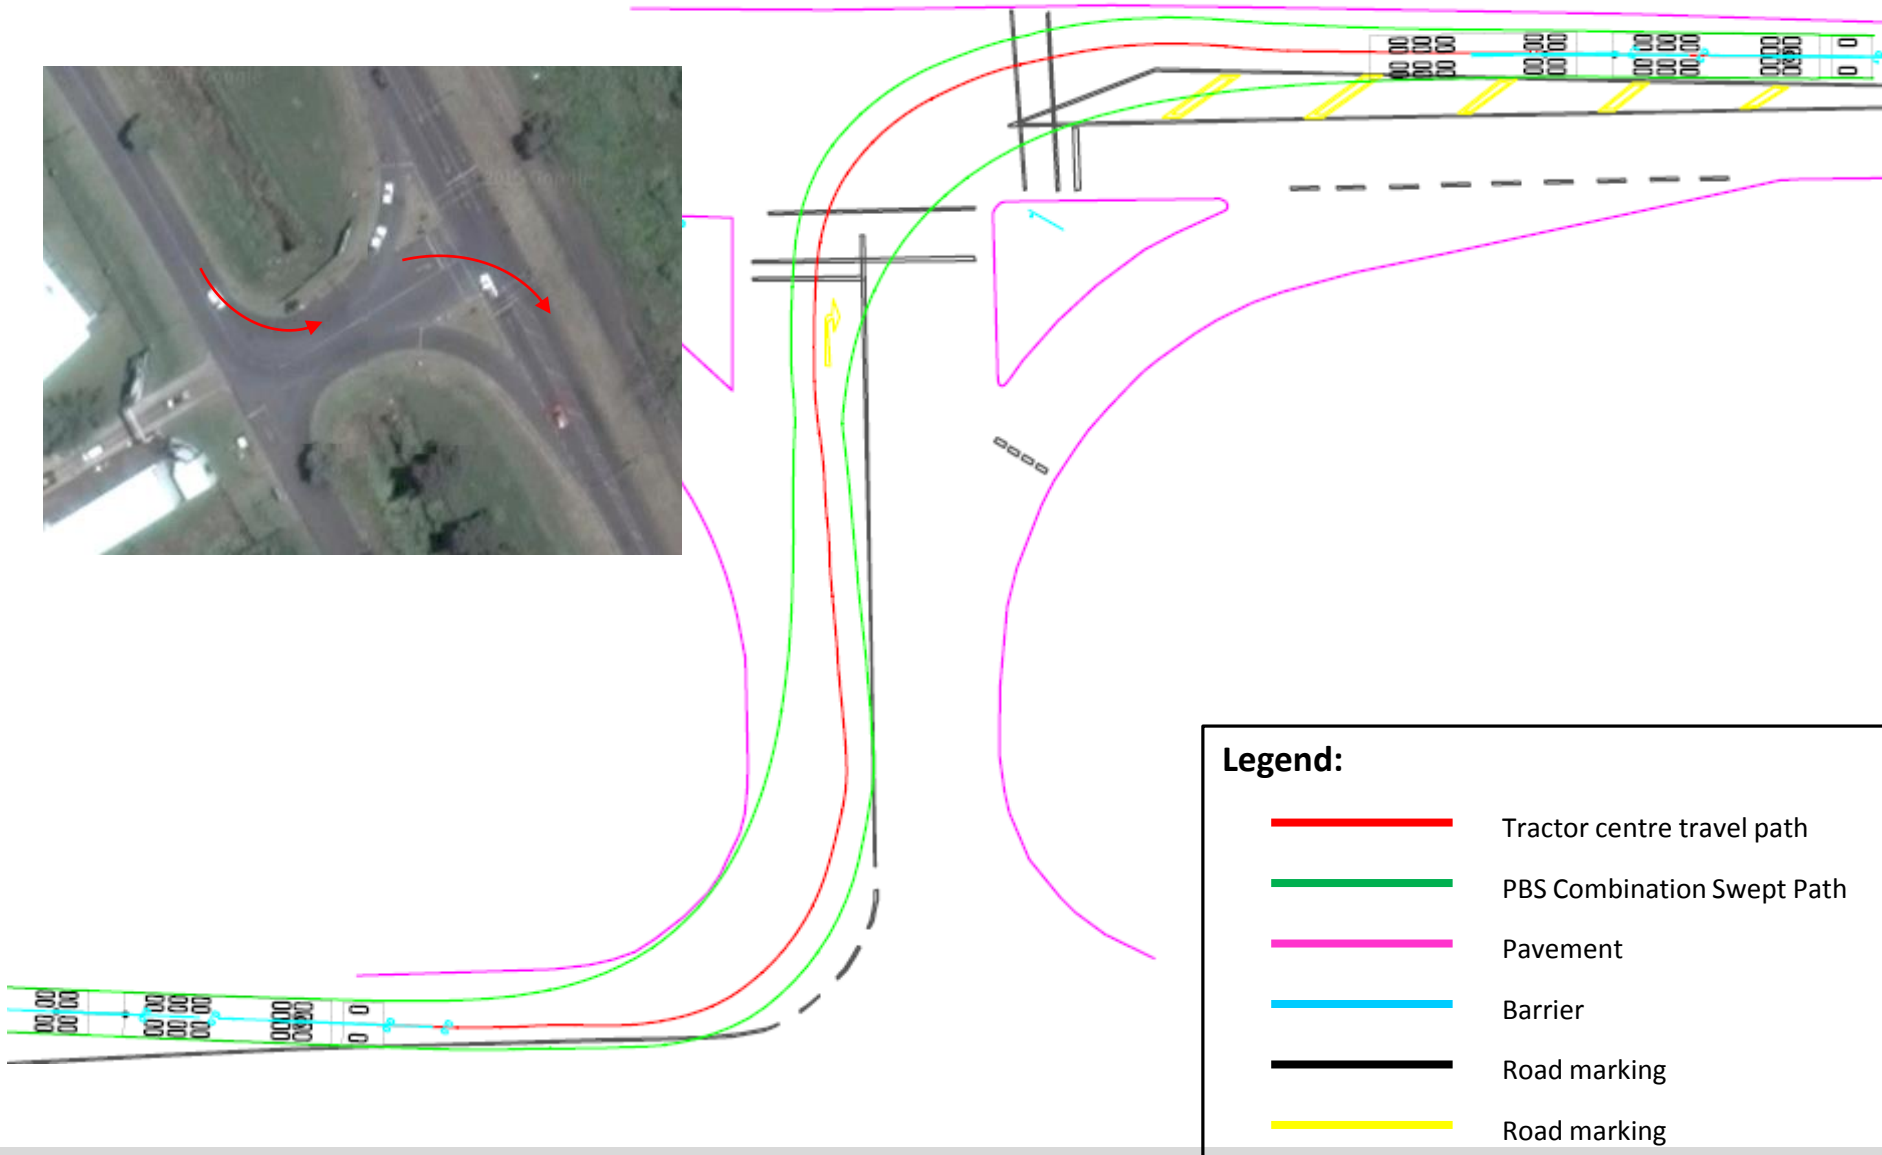 Legend:
Tractor centre travel path
PBS Combination Swept Path
Pavement
Barrier
Road marking
Road marking